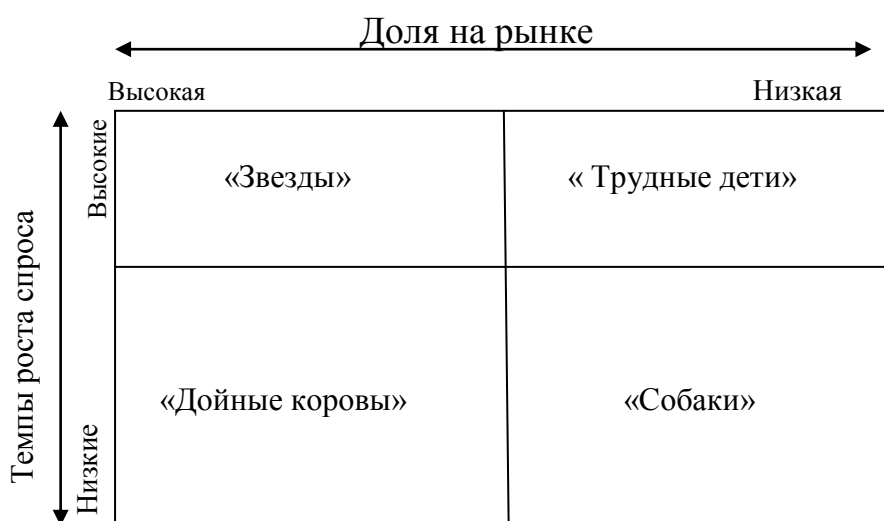 Доля на рынке
Высокая
Низкая
Темпы роста спроса
Высокие
Низкие
«Звезды»
« Трудные дети»
«Дойные коровы»
«Собаки»